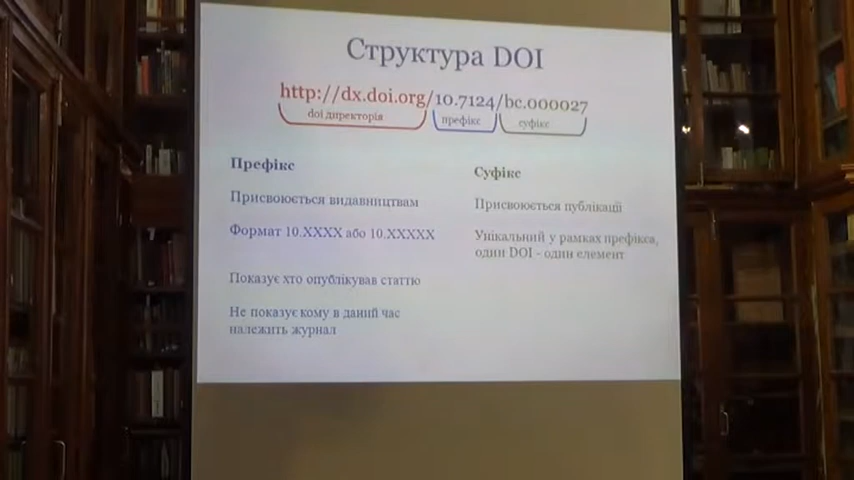 Структура DOI
http://dx.doi.org/10.7124/bc.000027
doi директорія
префікс
суфікс
Префікс
Присвоюється видавництвам
Формат 10.XXXX або 10.XXXXX
Показує хто опублікував статтю
Не показує кому в даний час
належить журнал
Суфікс
Присвоюється публікації
Унікальний у рамках префікса,
один DOI - один елемент